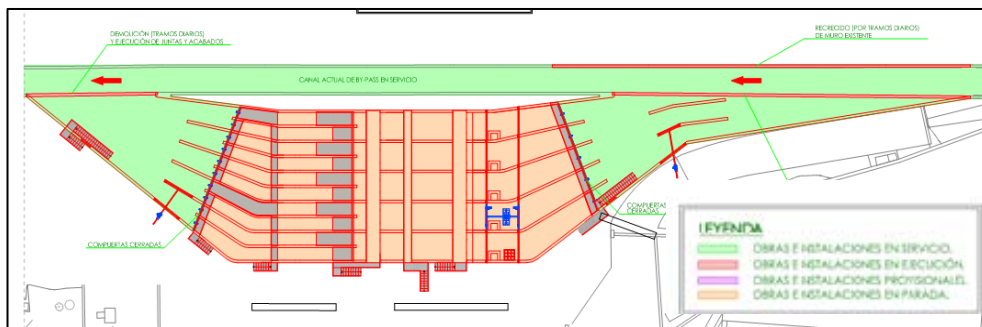 DEMOLICIÓN (TRAMOS DIARIOS)
Y EJECUCIÓN DE JUNTAS Y ACABADOS
RECRECIDO (POR TRAMOS DIARIOS)
DE MURO EXISTENTE
CANAL ACTUAL DE BY-PASS EN SERVICIO
COMPUERTAS
CERRADAS
COMPUERTAS CERRADAS
LEYENDA
OBRAS E INSTALACIONES EN SERVICIO.
OBRAS E INSTALACIONES EN EJECUCIÓN.
OBRAS E INSTALACIONES PROVISIONALES.
OBRAS E INSTALACIONES EN PARADA.